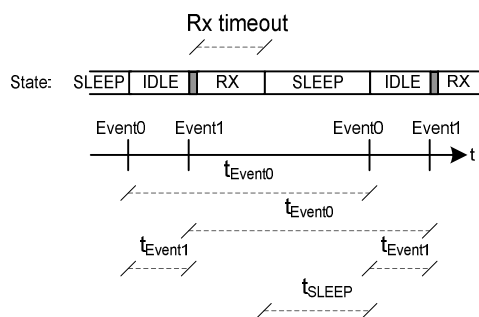 Rx timeout
State: SLEEP IDLE RX SLEEP IDLE RX
Event0 Event1 Event0 Event1
t
tEvent0
tEvent0
tEvent1 tEvent1
tSLEEP